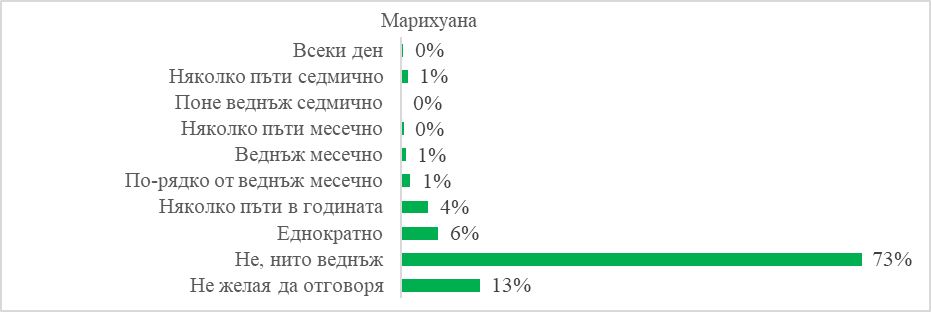 Марихуана
Всеки ден 0%
Няколко пъти седмично 1%
Поне веднъж седмично 0%
Няколко пъти месечно 0%
Веднъж месечно 1%
По-рядко от веднъж месечно 1%
Няколко пъти в годината 4%
Еднократно 6%
Не, нито веднъж 73%
Не желая да отговоря 13%